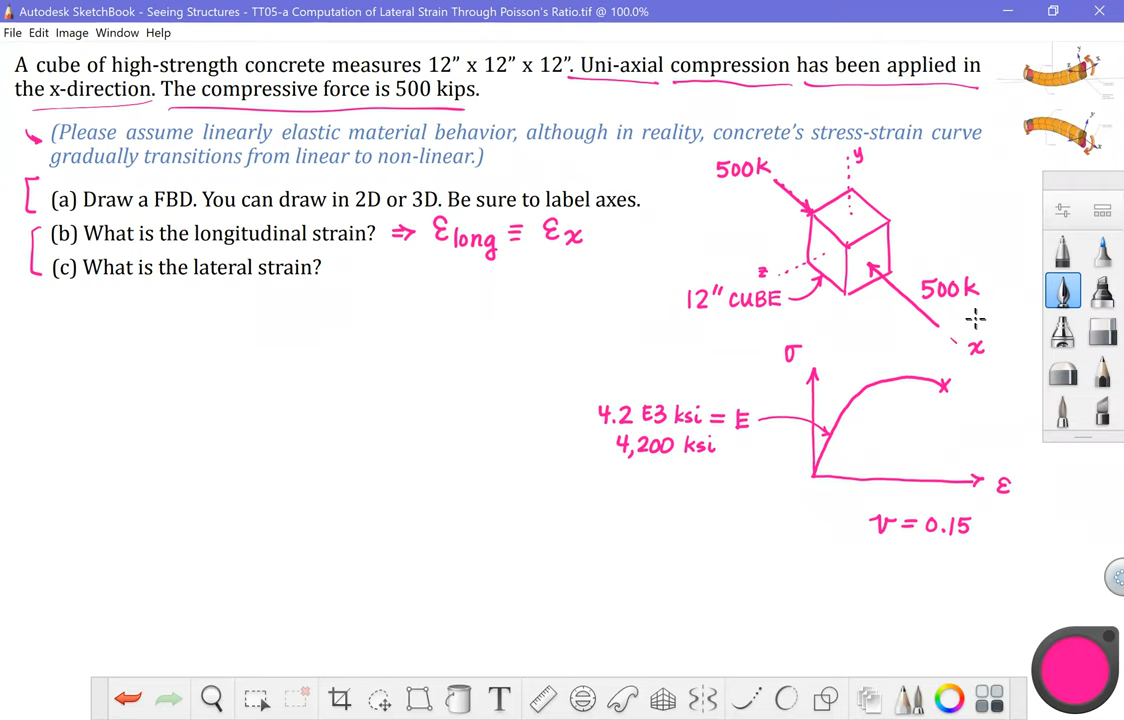 Autodesk SketchBook - Seeing Structures - TT05-a Computation of Lateral Strain Through Poisson's Ratio.tif @ 100.0%
File Edit Image Window Help
A cube of high-strength concrete measures 12” x 12” x 12”. Uni-axial compression has been applied in
the x-direction. The compressive force is 500 kips.
(Please assume linearly elastic material behavior, although in reality, concrete’s stress-strain curve
gradually transitions from linear to non-linear.)
(a) Draw a FBD. You can draw in 2D or 3D. Be sure to label axes.
(b) What is the longitudinal strain? ⇒ εlong ≡ εx
(c) What is the lateral strain?
y
500k
z
12" CUBE
500k
x
σ
4.2 E3 ksi = E
4,200 ksi
ε
ν = 0.15
T